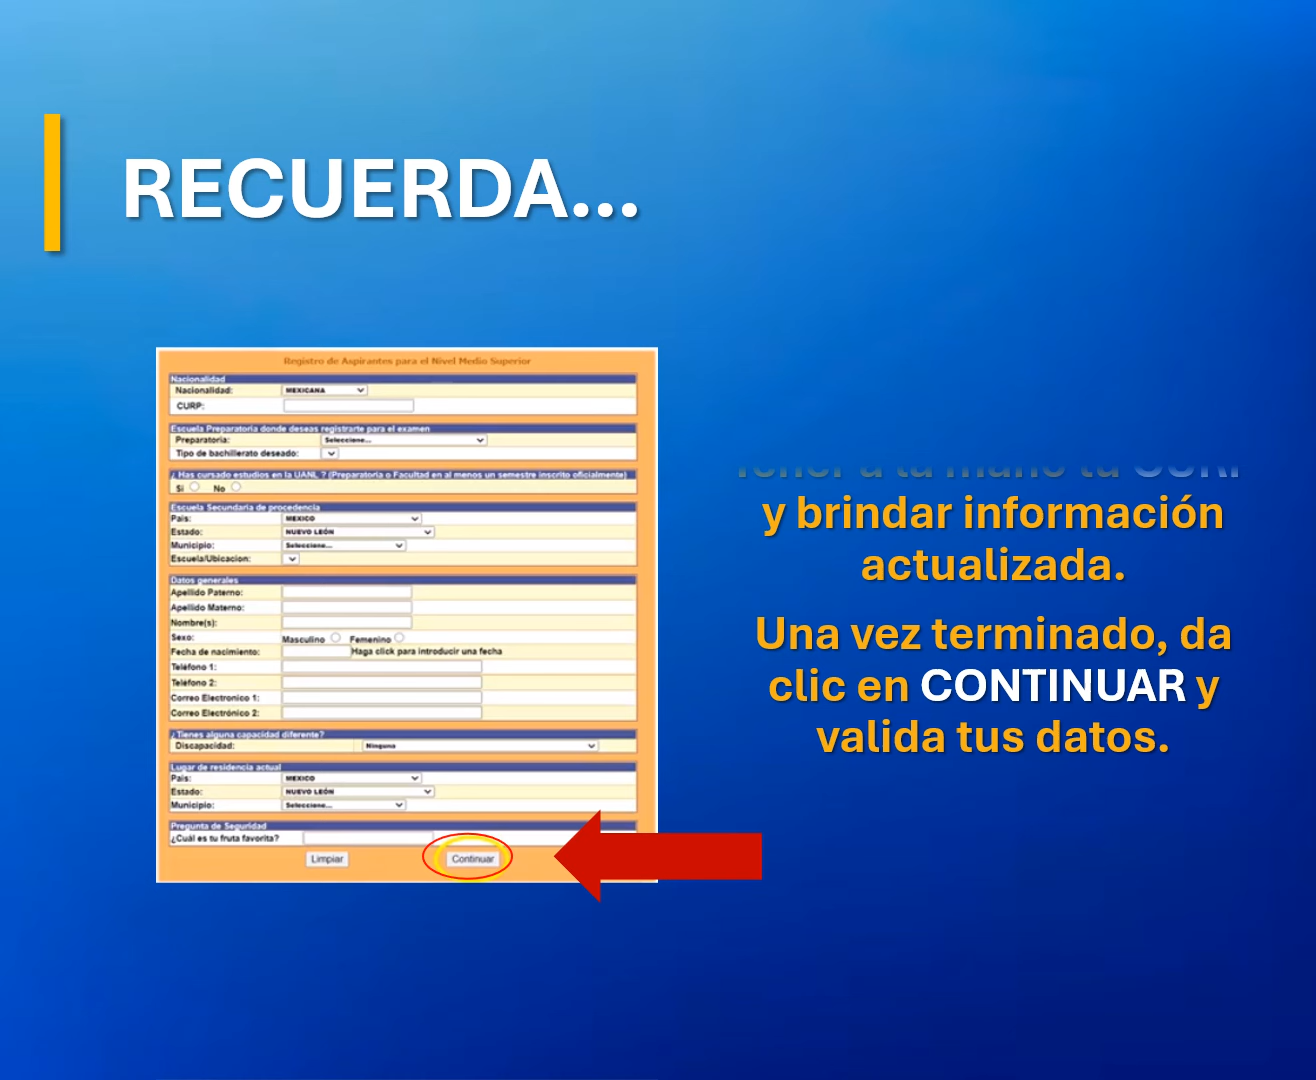 RECUERDA...
Registro de Aspirantes para el Nivel Medio Superior
Nacionalidad
Nacionalidad: MEXICANA
CURP:
Escuela Preparatoria donde deseas registrarte para el examen
Preparatoria: Seleccione...
Tipo de bachillerato deseado:
¿ Has cursado estudios en la UANL ? (Preparatoria o Facultad en al menos un semestre inscrito oficialmente)
Si No
Escuela Secundaria de procedencia
Pais: MEXICO
Estado: NUEVO LEÓN
Municipio: Seleccione...
Escuela/Ubicacion:
Datos generales
Apellido Paterno:
Apellido Materno:
Nombre(s):
Sexo: Masculino Femenino
Fecha de nacimiento: Haga click para introducir una fecha
Teléfono 1:
Teléfono 2:
Correo Electronico 1:
Correo Electrónico 2:
¿Tienes alguna capacidad diferente?
Discapacidad: Ninguna
Lugar de residencia actual
Pais: MEXICO
Estado: NUEVO LEÓN
Municipio: Seleccione...
Pregunta de Seguridad
¿Cuál es tu fruta favorita?
Limpiar Continuar
y brindar información
actualizada.
Una vez terminado, da
clic en CONTINUAR y
valida tus datos.